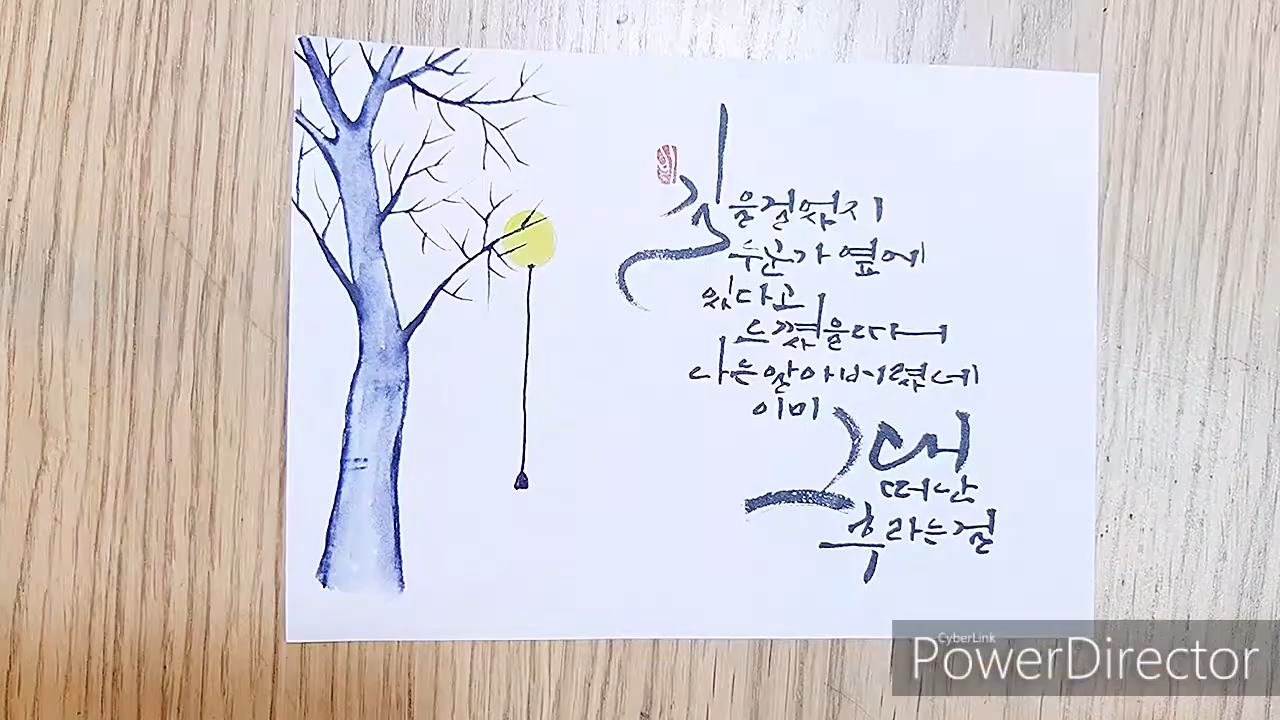 길을걸었지
누군가 옆에
있다고
느꼈을때
나는알아버렸네
이미
그대
떠난
후라는걸
CyberLink
PowerDirector